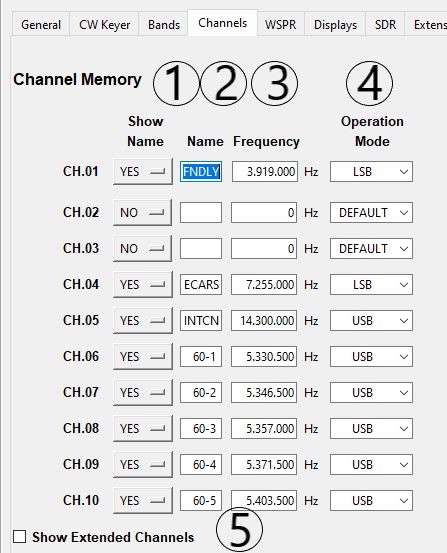 General CW Keyer Bands Channels WSPR Displays SDR Extens
Channel Memory 1 2 3 4
Show Name Name Frequency Operation Mode
CH.01 YES FNDLY 3.919.000 Hz LSB
CH.02 NO 0 Hz DEFAULT
CH.03 NO 0 Hz DEFAULT
CH.04 YES ECARS 7.255.000 Hz LSB
CH.05 YES INTCN 14.300.000 Hz USB
CH.06 YES 60-1 5.330.500 Hz USB
CH.07 YES 60-2 5.346.500 Hz USB
CH.08 YES 60-3 5.357.000 Hz USB
CH.09 YES 60-4 5.371.500 Hz USB
CH.10 YES 60-5 5.403.500 Hz USB
Show Extended Channels 5